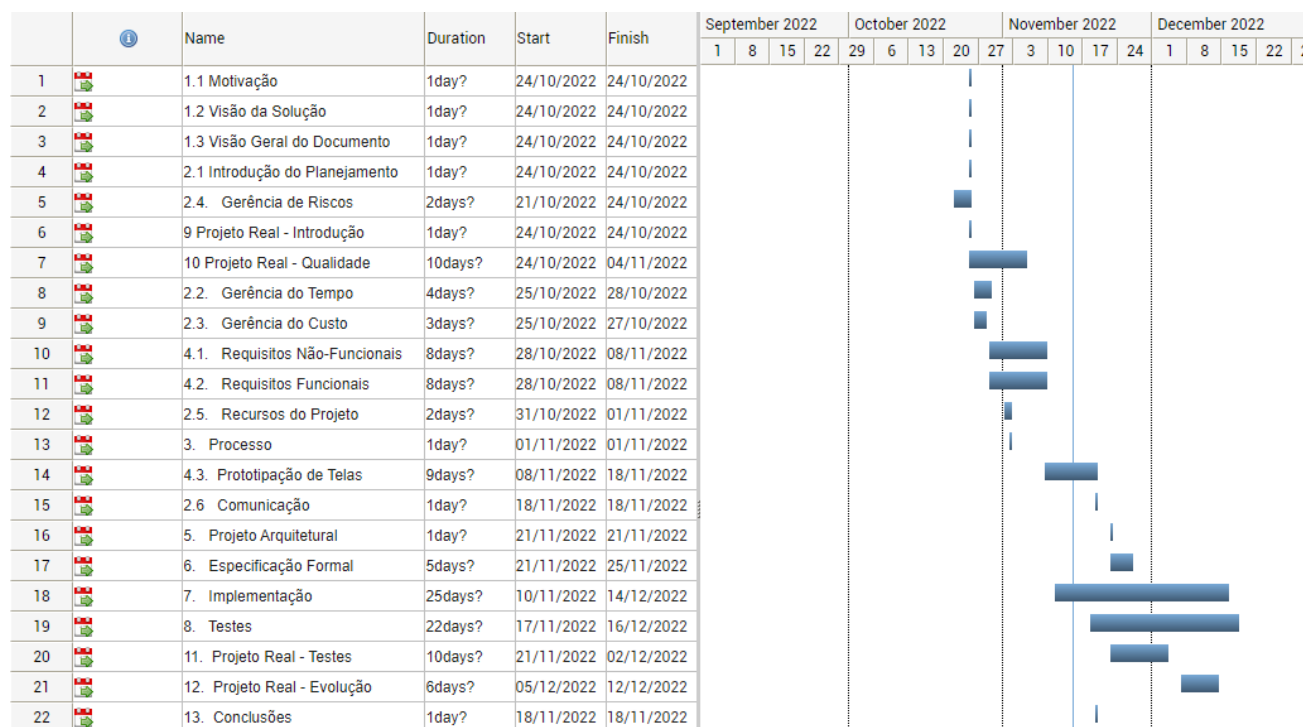 Name Duration Start Finish September 2022 October 2022 November 2022 December 2022
1 8 15 22 29 6 13 20 27 3 10 17 24 1 8 15 22
1 1.1 Motivação 1day? 24/10/2022 24/10/2022
2 1.2 Visão da Solução 1day? 24/10/2022 24/10/2022
3 1.3 Visão Geral do Documento 1day? 24/10/2022 24/10/2022
4 2.1 Introdução do Planejamento 1day? 24/10/2022 24/10/2022
5 2.4. Gerência de Riscos 2days? 21/10/2022 24/10/2022
6 9 Projeto Real - Introdução 1day? 24/10/2022 24/10/2022
7 10 Projeto Real - Qualidade 10days? 24/10/2022 04/11/2022
8 2.2. Gerência do Tempo 4days? 25/10/2022 28/10/2022
9 2.3. Gerência do Custo 3days? 25/10/2022 27/10/2022
10 4.1. Requisitos Não-Funcionais 8days? 28/10/2022 08/11/2022
11 4.2. Requisitos Funcionais 8days? 28/10/2022 08/11/2022
12 2.5. Recursos do Projeto 2days? 31/10/2022 01/11/2022
13 3. Processo 1day? 01/11/2022 01/11/2022
14 4.3. Prototipação de Telas 9days? 08/11/2022 18/11/2022
15 2.6 Comunicação 1day? 18/11/2022 18/11/2022
16 5. Projeto Arquitetural 1day? 21/11/2022 21/11/2022
17 6. Especificação Formal 5days? 21/11/2022 25/11/2022
18 7. Implementação 25days? 10/11/2022 14/12/2022
19 8. Testes 22days? 17/11/2022 16/12/2022
20 11. Projeto Real - Testes 10days? 21/11/2022 02/12/2022
21 12. Projeto Real - Evolução 6days? 05/12/2022 12/12/2022
22 13. Conclusões 1day? 18/11/2022 18/11/2022